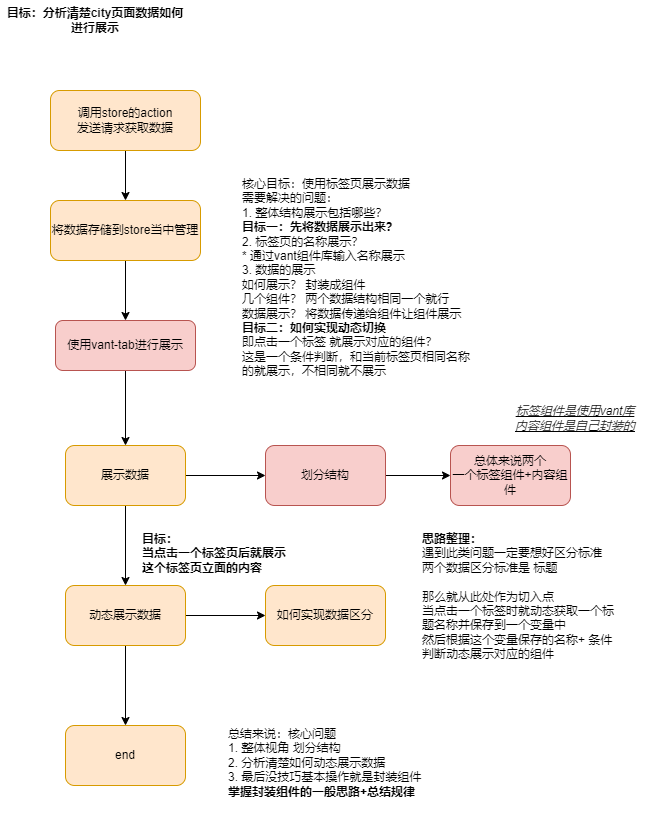 目标：分析清楚city页面数据如何
进行展示
调用store的action
发送请求获取数据
将数据存储到store当中管理
核心目标：使用标签页展示数据
需要解决的问题：
1. 整体结构展示包括哪些？
目标一：先将数据展示出来?
2. 标签页的名称展示？
* 通过vant组件库输入名称展示
3. 数据的展示
如何展示？ 封装成组件
几个组件？ 两个数据结构相同一个就行
数据展示？ 将数据传递给组件让组件展示
目标二：如何实现动态切换
即点击一个标签 就展示对应的组件？
这是一个条件判断，和当前标签页相同名称
的就展示，不相同就不展示
使用vant-tab进行展示
标签组件是使用vant库
内容组件是自己封装的
展示数据
划分结构
总体来说两个
一个标签组件+内容组
件
目标：
当点击一个标签页后就展示
这个标签页立面的内容
思路整理：
遇到此类问题一定要想好区分标准
两个数据区分标准是 标题
那么就从此处作为切入点
当点击一个标签时就动态获取一个标
题名称并保存到一个变量中
然后根据这个变量保存的名称+ 条件
判断动态展示对应的组件
动态展示数据
如何实现数据区分
end
总结来说：核心问题
1. 整体视角 划分结构
2. 分析清楚如何动态展示数据
3. 最后没技巧基本操作就是封装组件
掌握封装组件的一般思路+总结规律